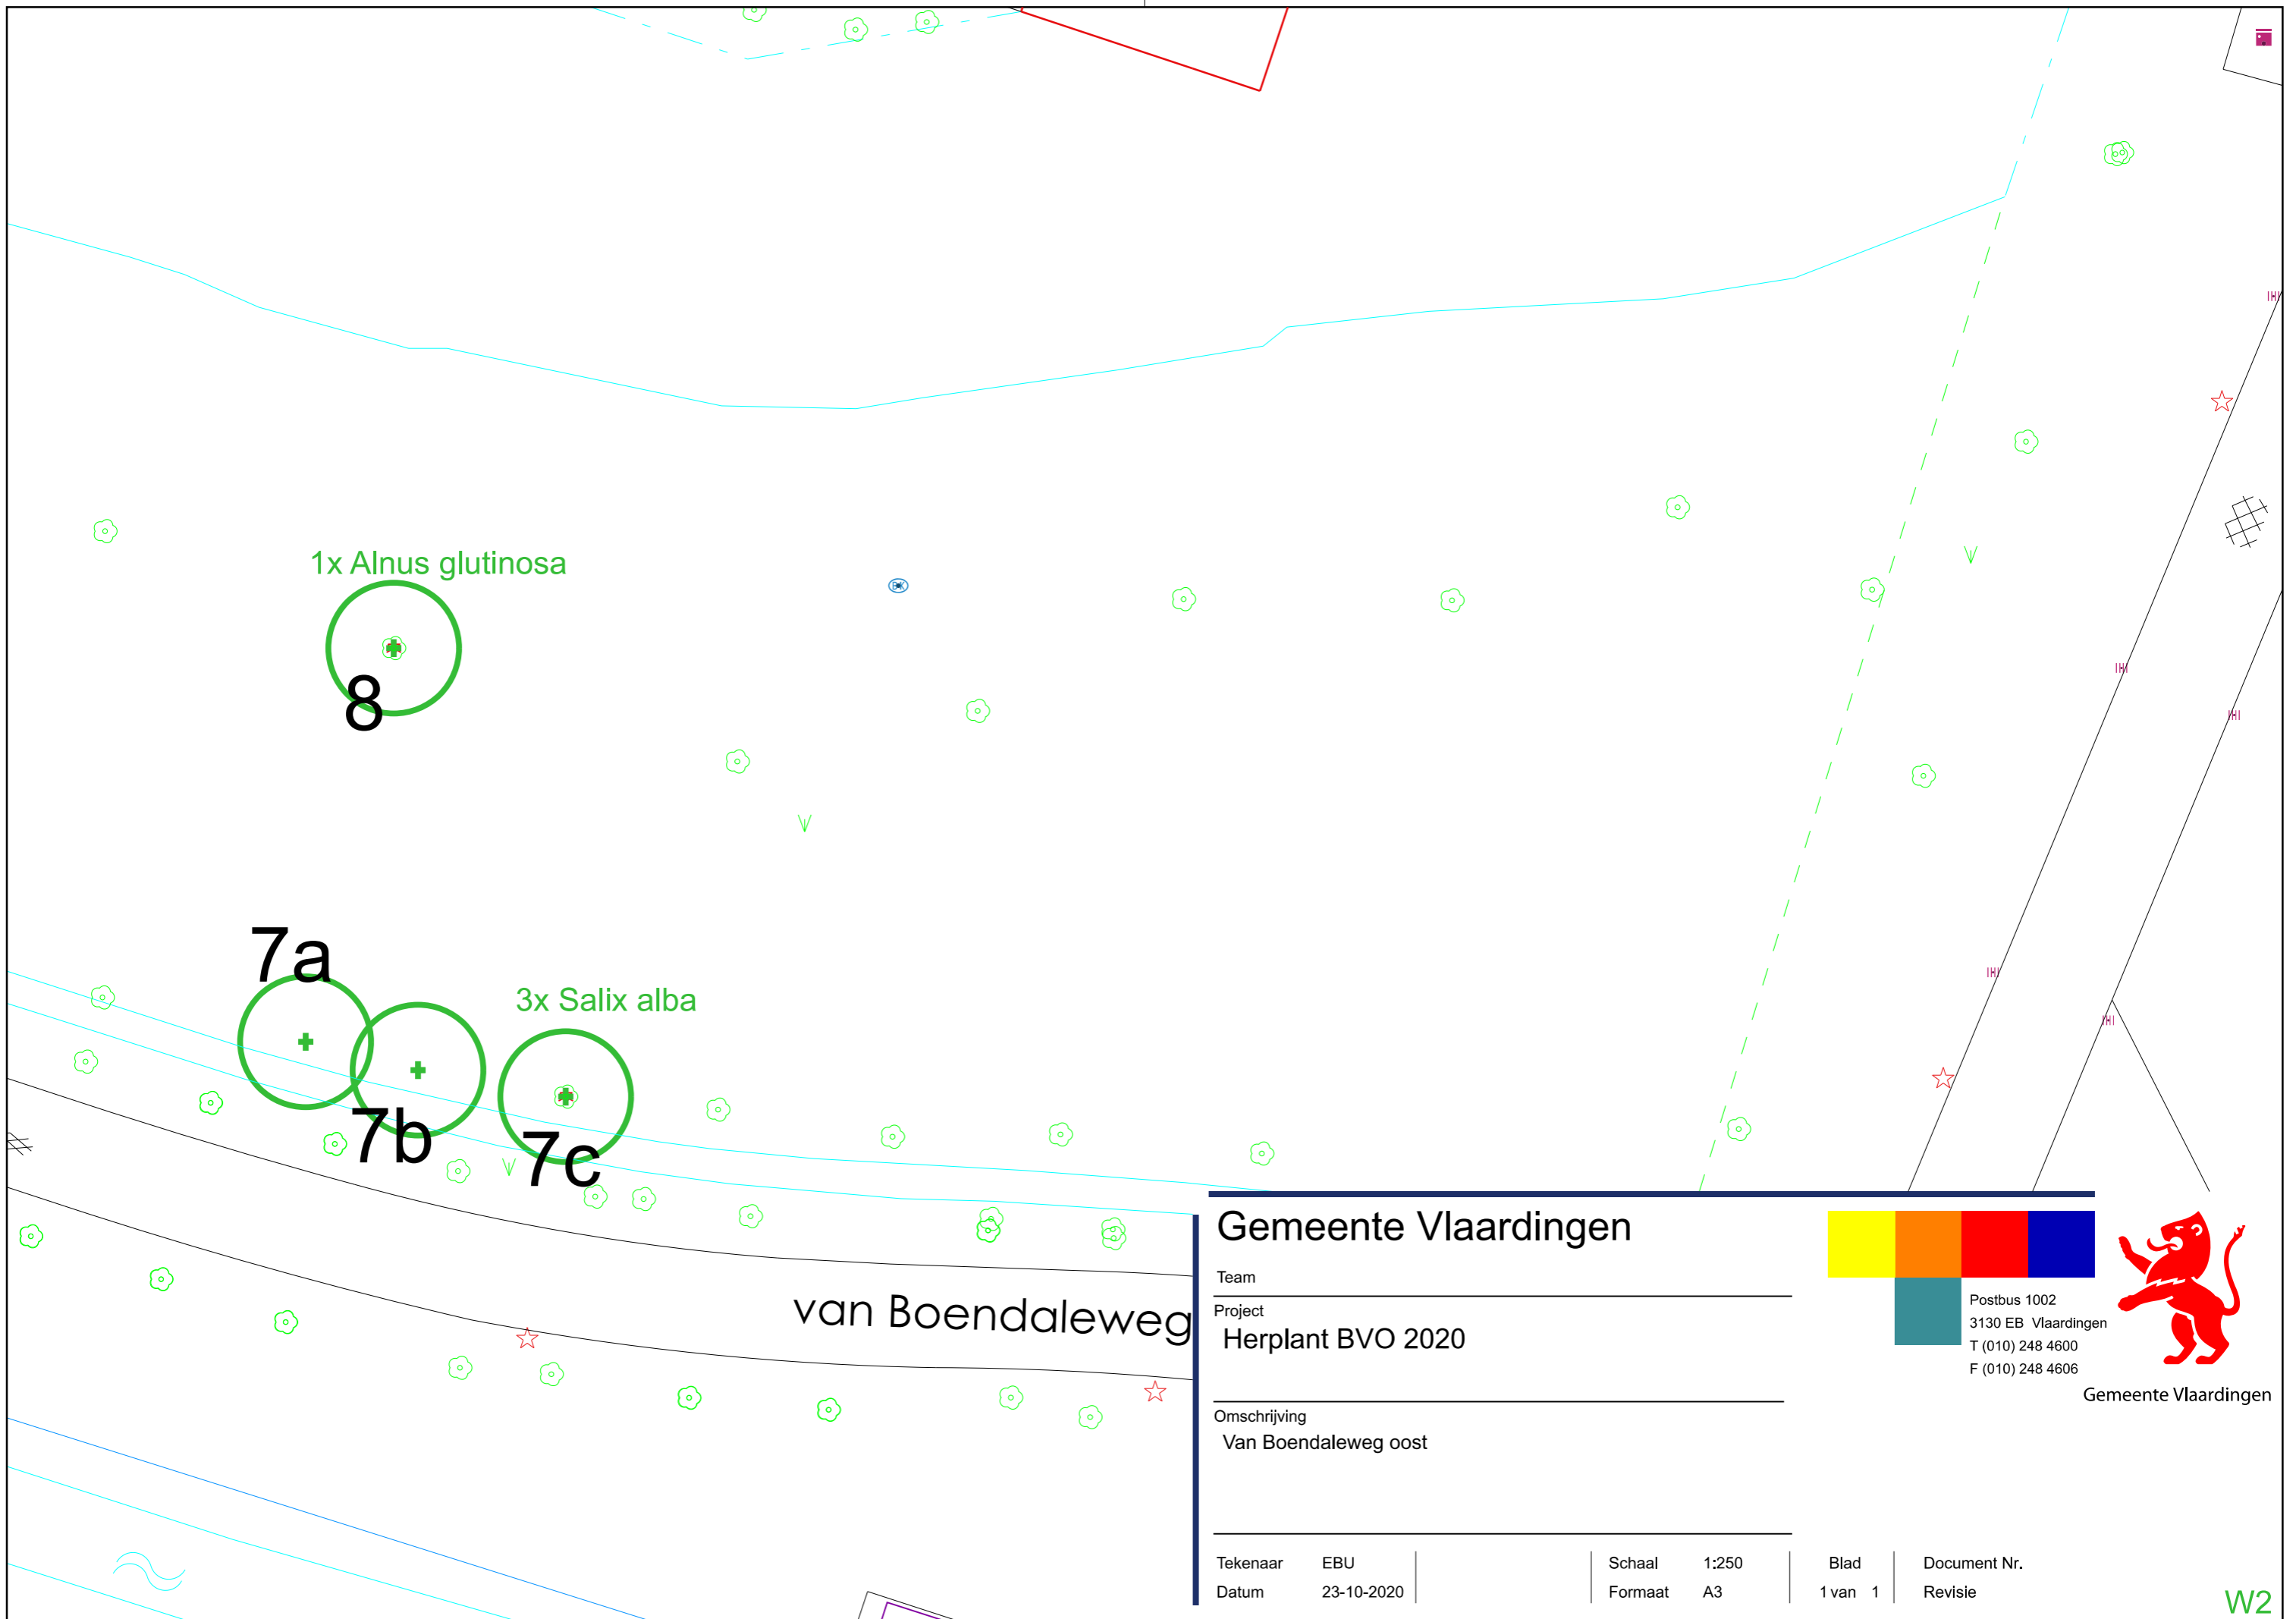 1x Alnus glutinosa
8
7a
3x Salix alba
7b
7c
van Boendaleweg
Gemeente Vlaardingen
Team
Project
Herplant BVO 2020
Omschrijving
Van Boendaleweg oost
Postbus 1002
3130 EB Vlaardingen
T (010) 248 4600
F (010) 248 4606
Gemeente Vlaardingen
Tekenaar EBU Schaal 1:250 Blad Document Nr.
Datum 23-10-2020 Formaat A3 1 van 1 Revisie
W2